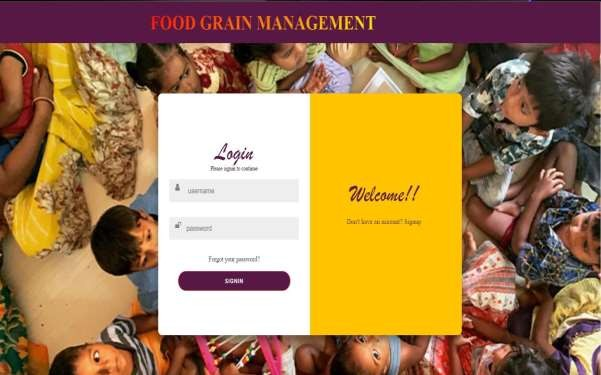 FOOD GRAIN MANAGEMENT
Login
Please signin to continue
username
password
Forgot your password?
SIGNIN
Welcome!!
Don't have an account? Signup